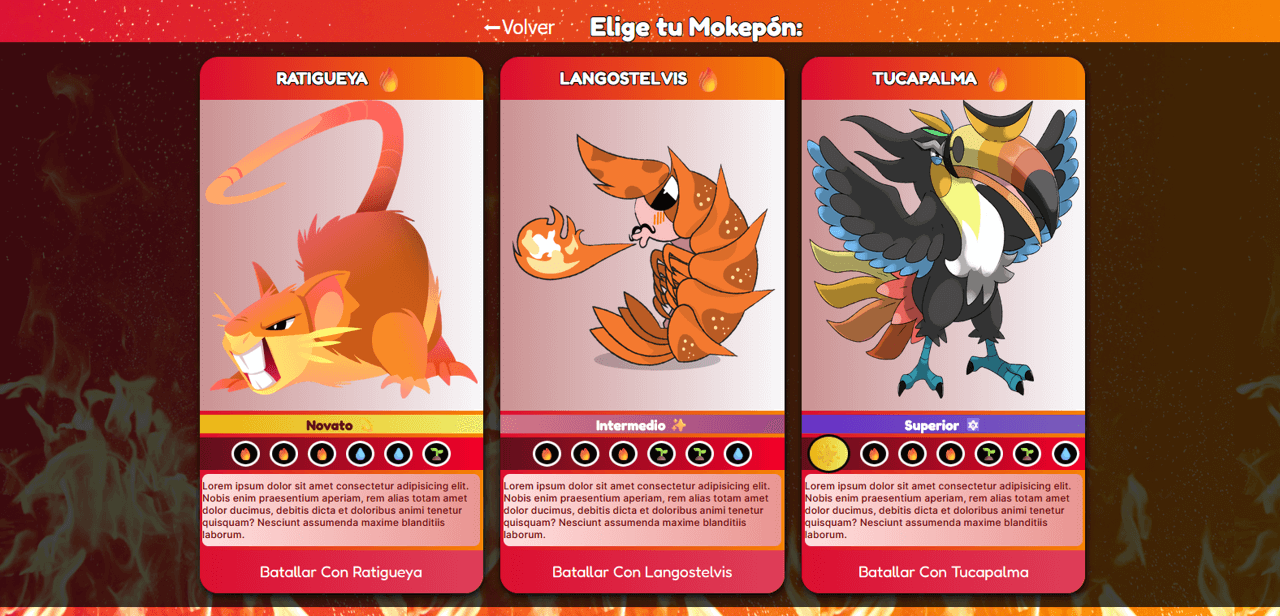 ←Volver
Elige tu Mokepón:
RATIGUEYA
Novato
Lorem ipsum dolor sit amet consectetur adipisicing elit.
Nobis enim praesentium aperiam, rem alias totam amet
dolor ducimus, debitis dicta et doloribus animi tenetur
quisquam? Nesciunt assumenda maxime blanditiis
laborum.
Batallar Con Ratigueya
LANGOSTELVIS
Intermedio
Lorem ipsum dolor sit amet consectetur adipisicing elit.
Nobis enim praesentium aperiam, rem alias totam amet
dolor ducimus, debitis dicta et doloribus animi tenetur
quisquam? Nesciunt assumenda maxime blanditiis
laborum.
Batallar Con Langostelvis
TUCAPALMA
Superior
Lorem ipsum dolor sit amet consectetur adipisicing elit.
Nobis enim praesentium aperiam, rem alias totam amet
dolor ducimus, debitis dicta et doloribus animi tenetur
quisquam? Nesciunt assumenda maxime blanditiis
laborum.
Batallar Con Tucapalma